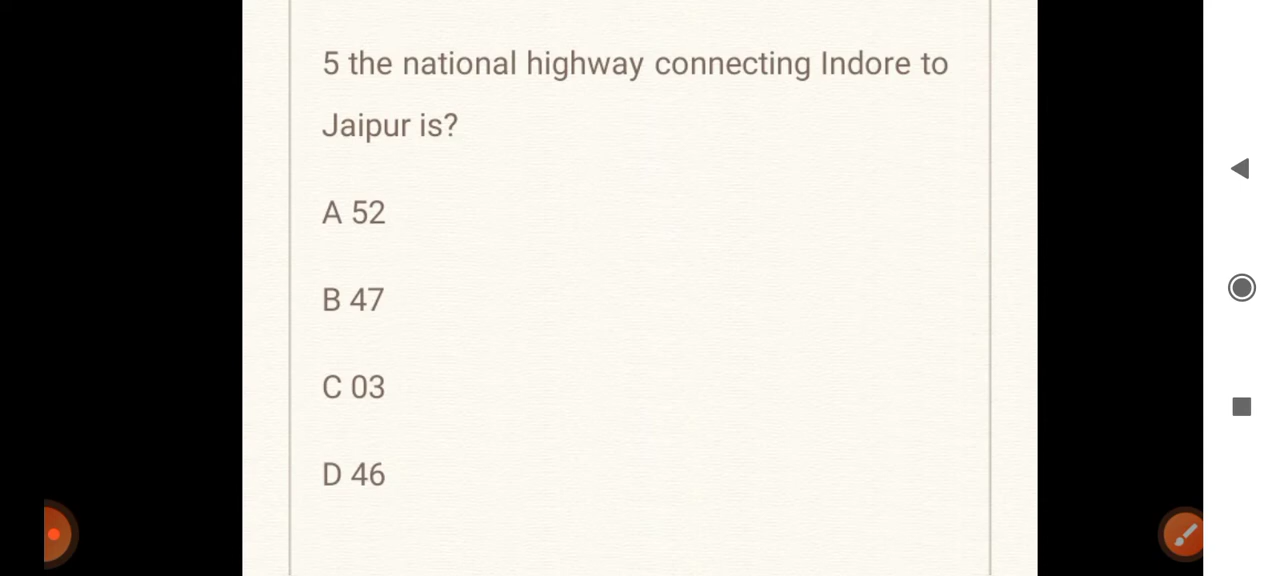 5 the national highway connecting Indore to
Jaipur is?
A 52
B 47
C 03
D 46